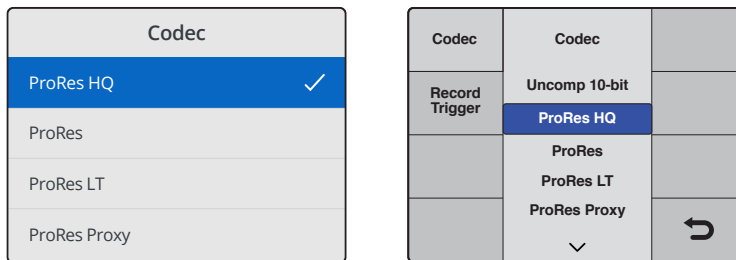 Codec
ProRes HQ
ProRes
ProRes LT
ProRes Proxy
Codec
Record
Trigger
Codec
Uncomp 10-bit
ProRes HQ
ProRes
ProRes LT
ProRes Proxy